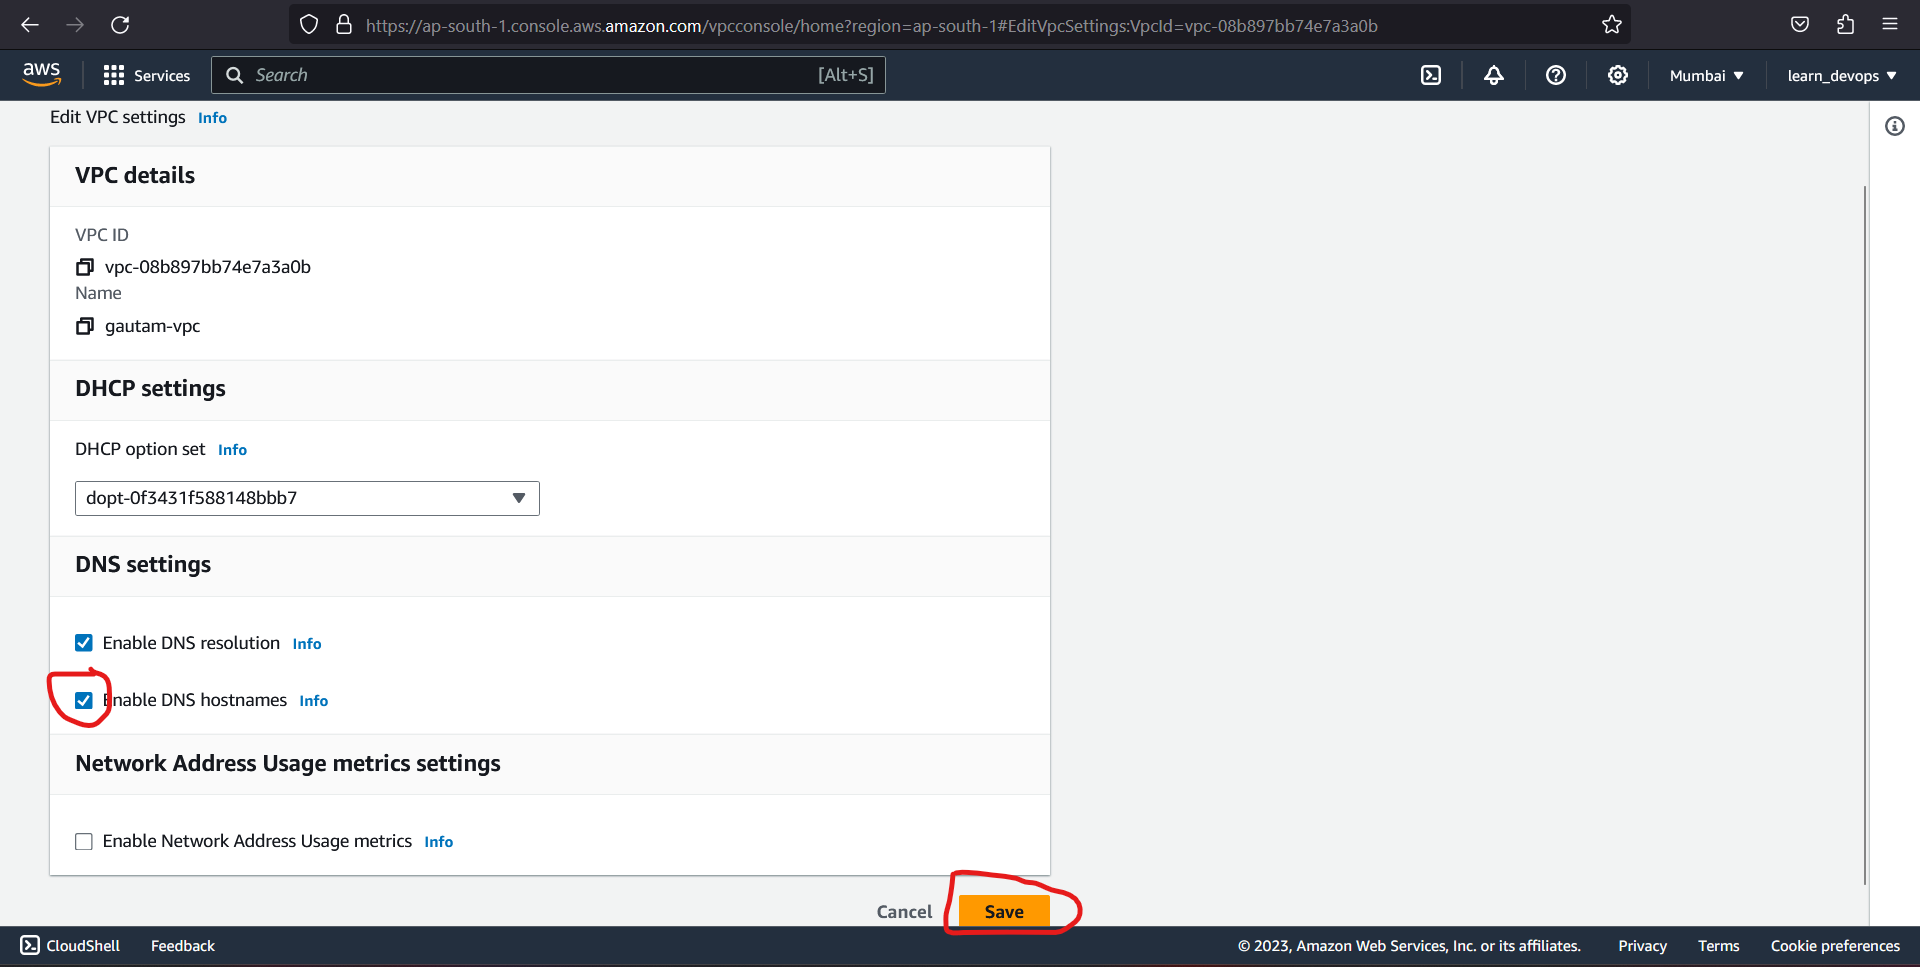 https://ap-south-1.console.aws.amazon.com/vpcconsole/home?region=ap-south-1#EditVpcSettings:VpcId=vpc-08b897bb74e7a3a0b
aws Services Search [Alt+S] Mumbai learn_devops
Edit VPC settings Info
VPC details
VPC ID
vpc-08b897bb74e7a3a0b
Name
gautam-vpc
DHCP settings
DHCP option set Info
dopt-0f3431f588148bbb7
DNS settings
Enable DNS resolution Info
Enable DNS hostnames Info
Network Address Usage metrics settings
Enable Network Address Usage metrics Info
Cancel Save
CloudShell Feedback © 2023, Amazon Web Services, Inc. or its affiliates. Privacy Terms Cookie preferences